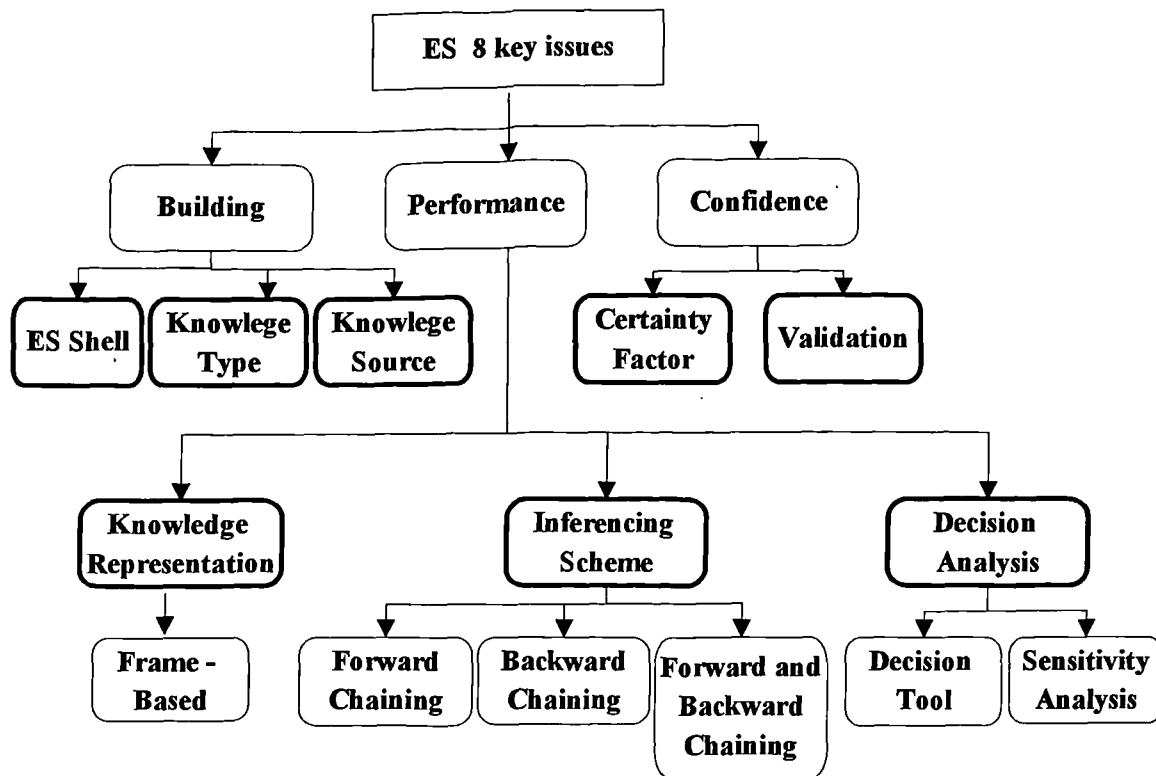 ES 8 key issues
Building
Performance
Confidence
ES Shell
Knowlege
Type
Knowlege
Source
Certainty
Factor
Validation
Knowledge
Representation
Inferencing
Scheme
Decision
Analysis
Frame -
Based
Forward
Chaining
Backward
Chaining
Forward and
Backward
Chaining
Decision
Tool
Sensitivity
Analysis